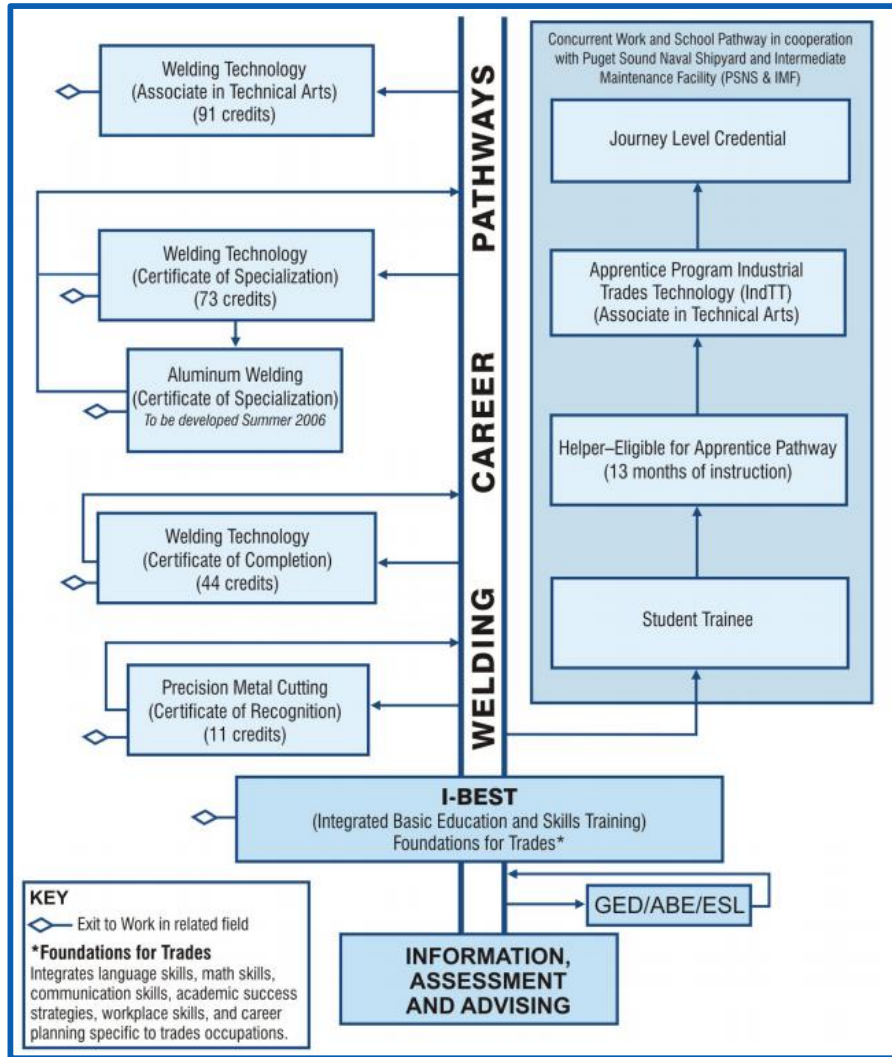 Welding Technology
(Associate in Technical Arts)
(91 credits)
Welding Technology
(Certificate of Specialization)
(73 credits)
Aluminum Welding
(Certificate of Specialization)
To be developed Summer 2006
Welding Technology
(Certificate of Completion)
(44 credits)
Precision Metal Cutting
(Certificate of Recognition)
(11 credits)
WELDING CAREER PATHWAYS
Concurrent Work and School Pathway in cooperation
with Puget Sound Naval Shipyard and Intermediate
Maintenance Facility (PSNS & IMF)
Journey Level Credential
Apprentice Program Industrial
Trades Technology (IndTT)
(Associate in Technical Arts)
Helper–Eligible for Apprentice Pathway
(13 months of instruction)
Student Trainee
I-BEST
(Integrated Basic Education and Skills Training)
Foundations for Trades*
GED/ABE/ESL
INFORMATION,
ASSESSMENT
AND ADVISING
KEY
Exit to Work in related field
*Foundations for Trades
Integrates language skills, math skills,
communication skills, academic success
strategies, workplace skills, and career
planning specific to trades occupations.